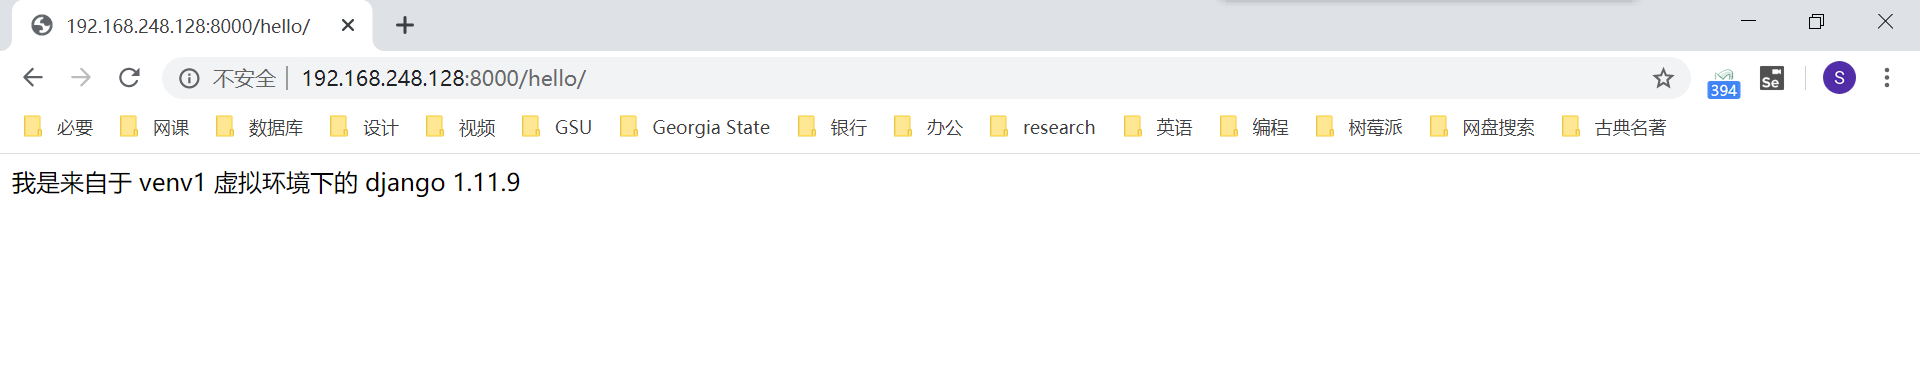 192.168.248.128:8000/hello/
不安全 192.168.248.128:8000/hello/
394 Se S
必要 网课 数据库 设计 视频 GSU Georgia State 银行 办公 research 英语 编程 树莓派 网盘搜索 古典名著
我是来自于 venv1 虚拟环境下的 django 1.11.9